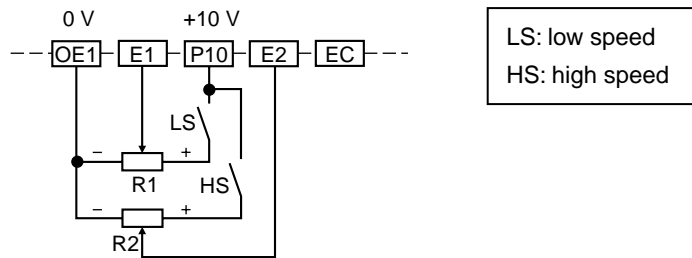 0 V +10 V
OE1 E1 P10 E2 EC
LS: low speed
HS: high speed
LS
− + 
R1 HS
− +
R2